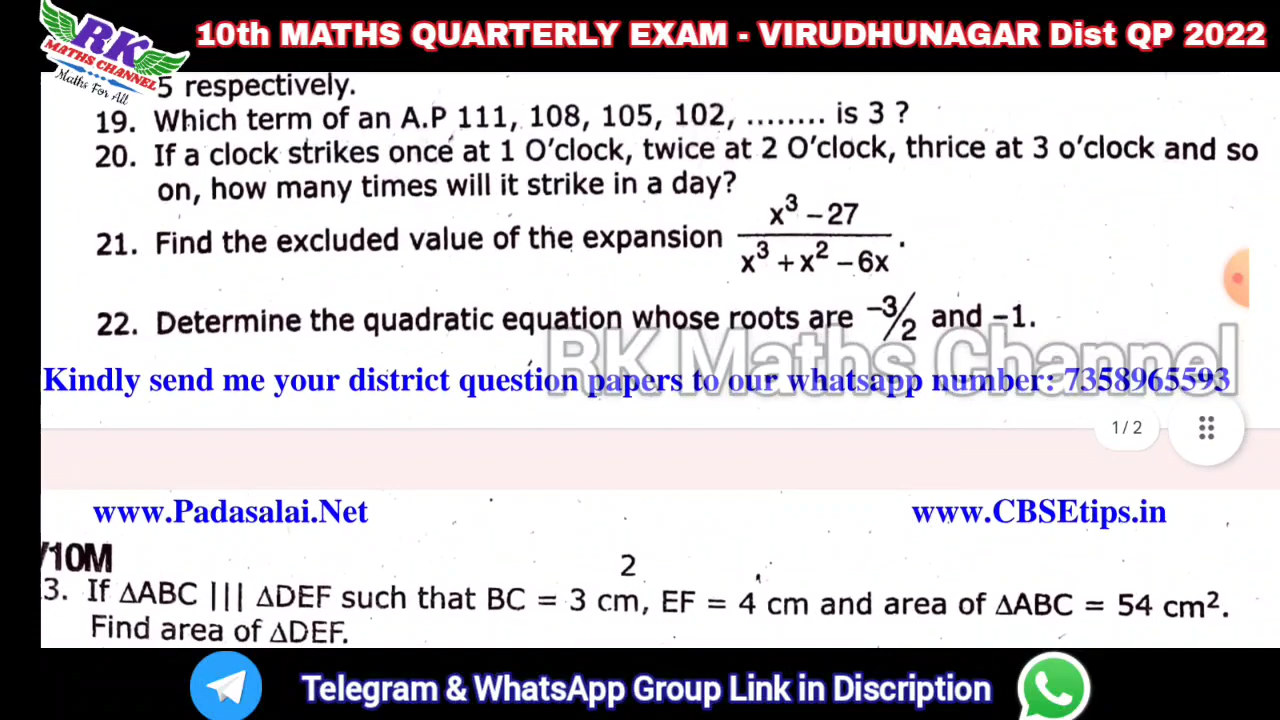 10th MATHS QUARTERLY EXAM - VIRUDHUNAGAR Dist QP 2022
RK
MATHS CHANNEL
Maths For All
5 respectively.
19. Which term of an A.P 111, 108, 105, 102, ........ is 3 ?
20. If a clock strikes once at 1 O'clock, twice at 2 O'clock, thrice at 3 o'clock and so
on, how many times will it strike in a day?
21. Find the excluded value of the expansion x³ – 27 / x³ + x² – 6x .
22. Determine the quadratic equation whose roots are –3/2 and –1.
RK Maths Channel
Kindly send me your district question papers to our whatsapp number: 7358965593
1 / 2
www.Padasalai.Net www.CBSEtips.in
/10M
2
3. If ∆ABC ||| ∆DEF such that BC = 3 cm, EF = 4 cm and area of ∆ABC = 54 cm².
Find area of ∆DEF.
Telegram & WhatsApp Group Link in Discription